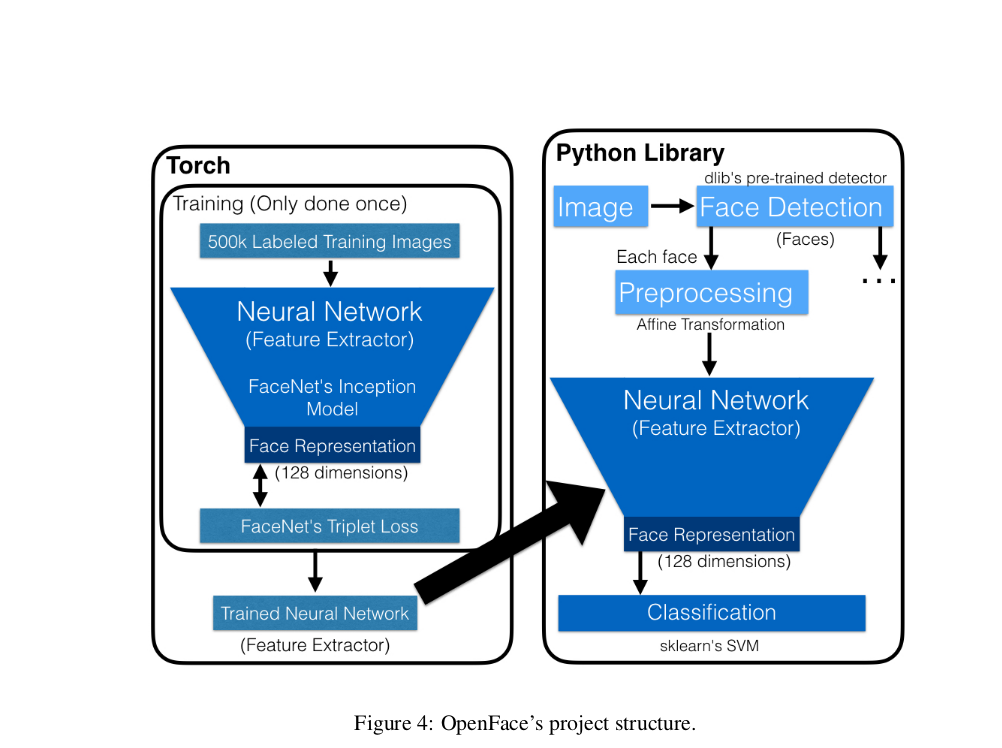 Torch
Training (Only done once)
500k Labeled Training Images
Neural Network
(Feature Extractor)
FaceNet's Inception
Model
Face Representation
(128 dimensions)
FaceNet's Triplet Loss
Trained Neural Network
(Feature Extractor)
Python Library
dlib's pre-trained detector
Image
Face Detection
(Faces)
Each face
...
Preprocessing
Affine Transformation
Neural Network
(Feature Extractor)
Face Representation
(128 dimensions)
Classification
sklearn's SVM
Figure 4: OpenFace's project structure.